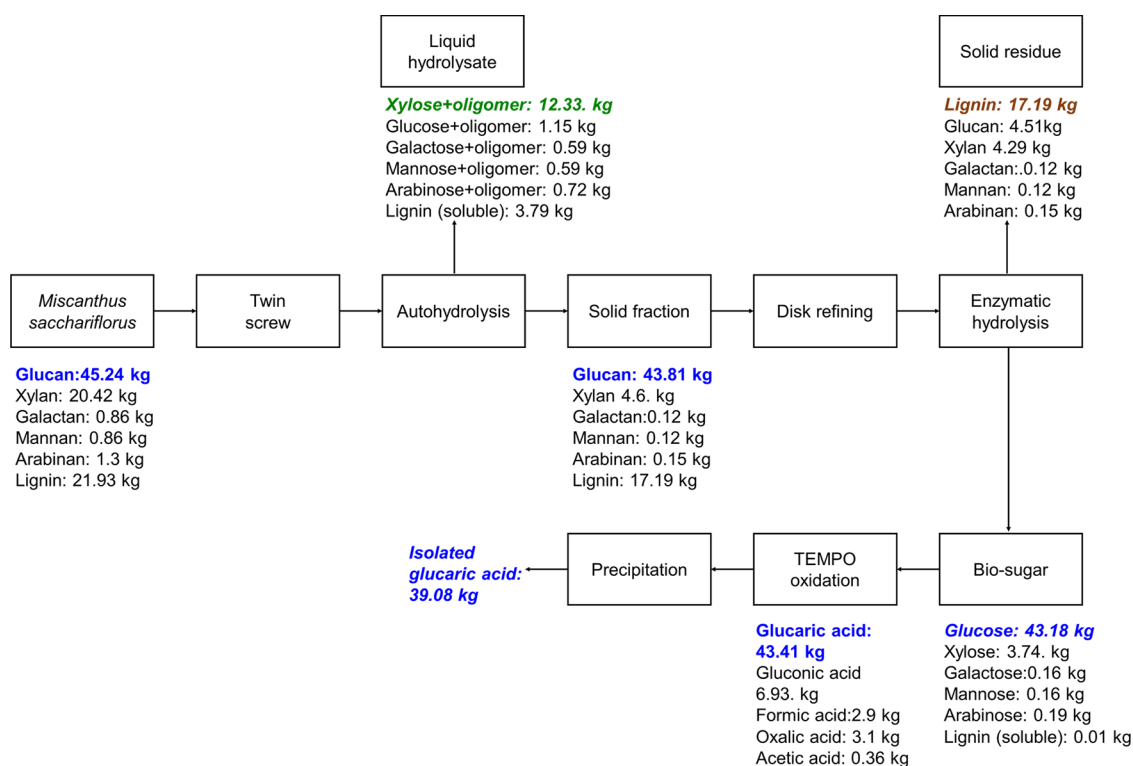 Liquid
hydrolysate
Xylose+oligomer: 12.33. kg
Glucose+oligomer: 1.15 kg
Galactose+oligomer: 0.59 kg
Mannose+oligomer: 0.59 kg
Arabinose+oligomer: 0.72 kg
Lignin (soluble): 3.79 kg
Solid residue
Lignin: 17.19 kg
Glucan: 4.51kg
Xylan 4.29 kg
Galactan:.0.12 kg
Mannan: 0.12 kg
Arabinan: 0.15 kg
Miscanthus
sacchariflorus
Twin
screw
Autohydrolysis
Solid fraction
Disk refining
Enzymatic
hydrolysis
Glucan:45.24 kg
Xylan: 20.42 kg
Galactan: 0.86 kg
Mannan: 0.86 kg
Arabinan: 1.3 kg
Lignin: 21.93 kg
Glucan: 43.81 kg
Xylan 4.6. kg
Galactan:0.12 kg
Mannan: 0.12 kg
Arabinan: 0.15 kg
Lignin: 17.19 kg
Isolated
glucaric acid:
39.08 kg
Precipitation
TEMPO
oxidation
Bio-sugar
Glucaric acid:
43.41 kg
Gluconic acid
6.93. kg
Formic acid:2.9 kg
Oxalic acid: 3.1 kg
Acetic acid: 0.36 kg
Glucose: 43.18 kg
Xylose: 3.74. kg
Galactose:0.16 kg
Mannose: 0.16 kg
Arabinose: 0.19 kg
Lignin (soluble): 0.01 kg